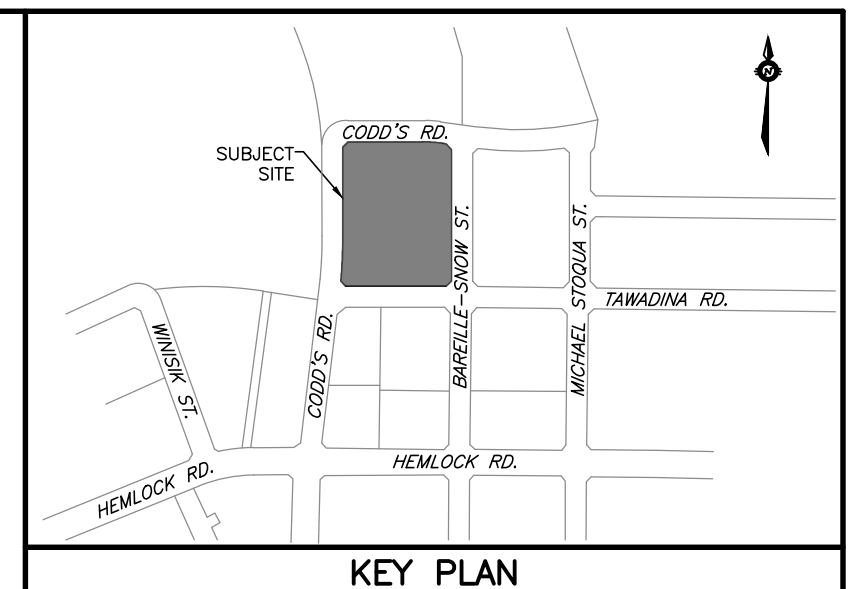 CODD'S RD.
N
SUBJECT
SITE
BAREILLE-SNOW ST.
MICHAEL STOQUA ST.
TAWADINA RD.
WINISIK ST.
CODD'S RD.
HEMLOCK RD.
HEMLOCK RD.
KEY PLAN